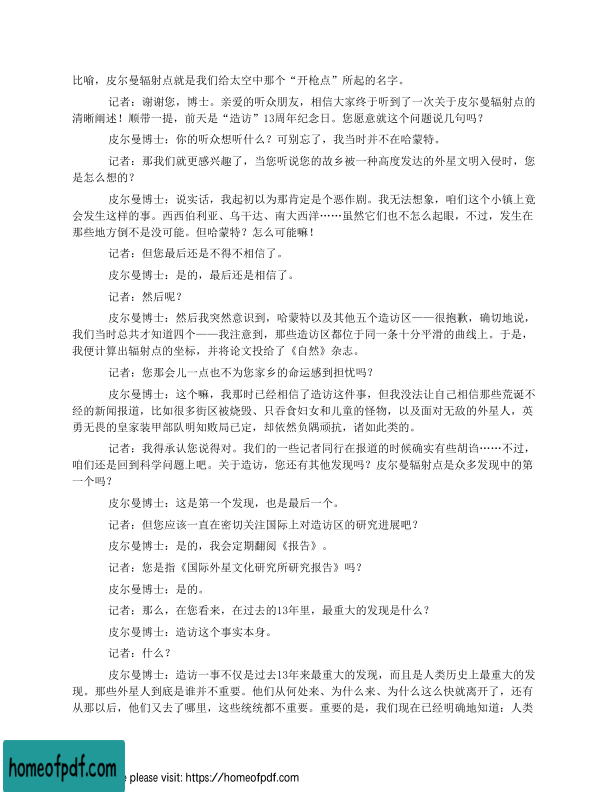 比喻，皮尔曼辐射点就是我们给太空中那个“开枪点”所起的名字。
记者：谢谢您，博士。亲爱的听众朋友，相信大家终于听到了一次关于皮尔曼辐射点的
清晰阐述！顺带一提，前天是“造访”13周年纪念日。您愿意就这个问题说几句吗？
皮尔曼博士：你的听众想听什么？可别忘了，我当时并不在哈蒙特。
记者：那我们就更感兴趣了，当您听说您的故乡被一种高度发达的外星文明入侵时，您
是怎么想的？
皮尔曼博士：说实话，我起初以为那肯定是个恶作剧。我无法想象，咱们这个小镇上竟
会发生这样的事。西西伯利亚、乌干达、南大西洋……虽然它们也不怎么起眼，不过，发生在
那些地方倒不是没可能。但哈蒙特？怎么可能嘛！
记者：但您最后还是不得不相信了。
皮尔曼博士：是的，最后还是相信了。
记者：然后呢？
皮尔曼博士：然后我突然意识到，哈蒙特以及其他五个造访区——很抱歉，确切地说，
我们当时总共才知道四个——我注意到，那些造访区都位于同一条十分平滑的曲线上。于是，
我便计算出辐射点的坐标，并将论文投给了《自然》杂志。
记者：您那会儿一点也不为您家乡的命运感到担忧吗？
皮尔曼博士：这个嘛，我那时已经相信了造访这件事，但我没法让自己相信那些荒诞不
经的新闻报道，比如很多街区被烧毁、只吞食妇女和儿童的怪物，以及面对无敌的外星人，英
勇无畏的皇家装甲部队明知败局已定，却依然负隅顽抗，诸如此类的。
记者：我得承认您说得对。我们的一些记者同行在报道的时候确实有些胡诌……不过，
咱们还是回到科学问题上吧。关于造访，您还有其他发现吗？皮尔曼辐射点是众多发现中的第
一个吗？
皮尔曼博士：这是第一个发现，也是最后一个。
记者：但您应该一直在密切关注国际上对造访区的研究进展吧？
皮尔曼博士：是的，我会定期翻阅《报告》。
记者：您是指《国际外星文化研究所研究报告》吗？
皮尔曼博士：是的。
记者：那么，在您看来，在过去的13年里，最重大的发现是什么？
皮尔曼博士：造访这个事实本身。
记者：什么？
皮尔曼博士：造访一事不仅是过去13年来最重大的发现，而且是人类历史上最重大的发
现。那些外星人到底是谁并不重要。他们从何处来、为什么来、为什么这么快就离开了，还有
从那以后，他们又去了哪里，这些统统都不重要。重要的是，我们现在已经明确地知道：人类
homeofpdf.com
e please visit: https://homeofpdf.com